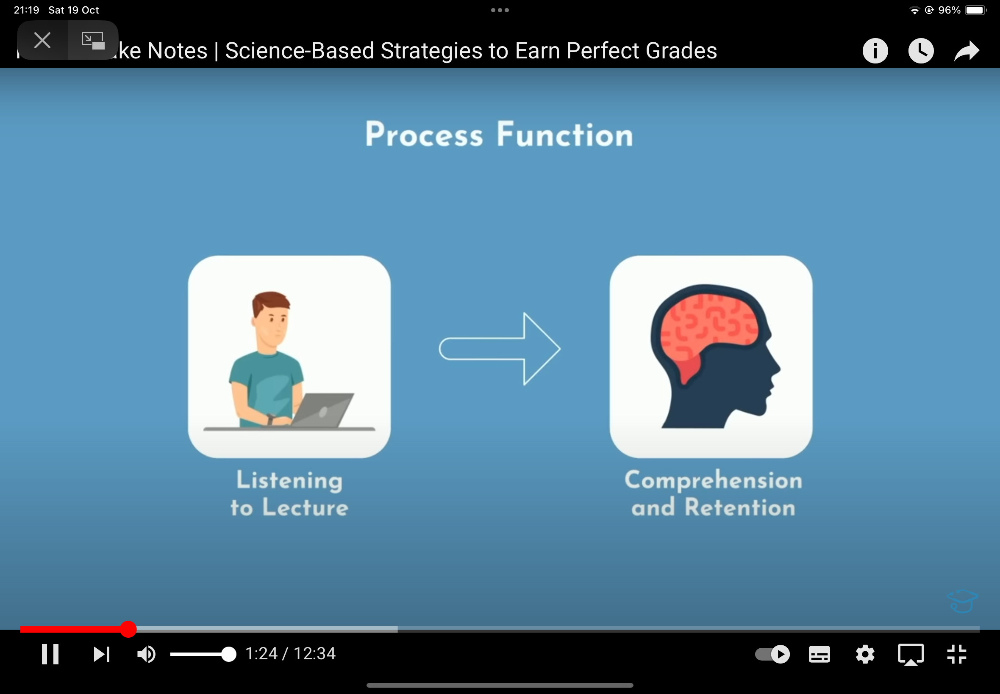 21:19 Sat 19 Oct
96%
ke Notes | Science-Based Strategies to Earn Perfect Grades
Process Function
Listening
to Lecture
Comprehension
and Retention
1:24 / 12:34